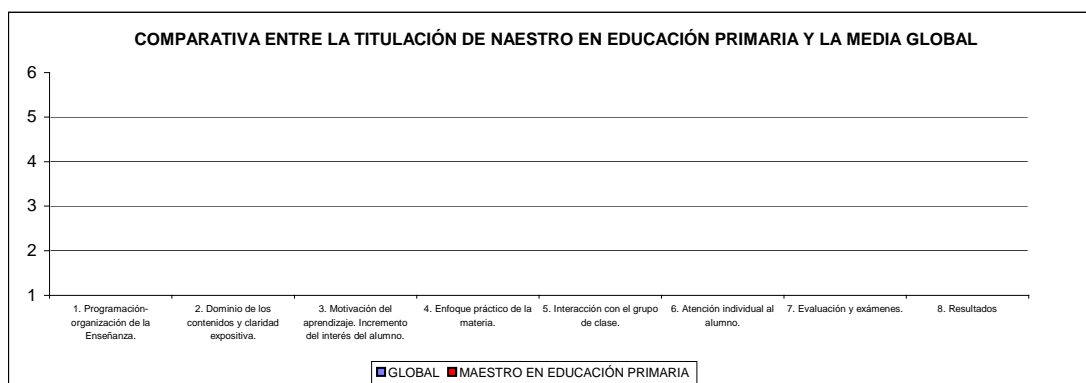 COMPARATIVA ENTRE LA TITULACIÓN DE NAESTRO EN EDUCACIÓN PRIMARIA Y LA MEDIA GLOBAL
6
5
4
3
2
1
1. Programación-
organización de la
Enseñanza.
2. Dominio de los
contenidos y claridad
expositiva.
3. Motivación del
aprendizaje. Incremento
del interés del alumno.
4. Enfoque práctico de la
materia.
5. Interacción con el grupo
de clase.
6. Atención individual al
alumno.
7. Evaluación y exámenes.
8. Resultados
GLOBAL
MAESTRO EN EDUCACIÓN PRIMARIA